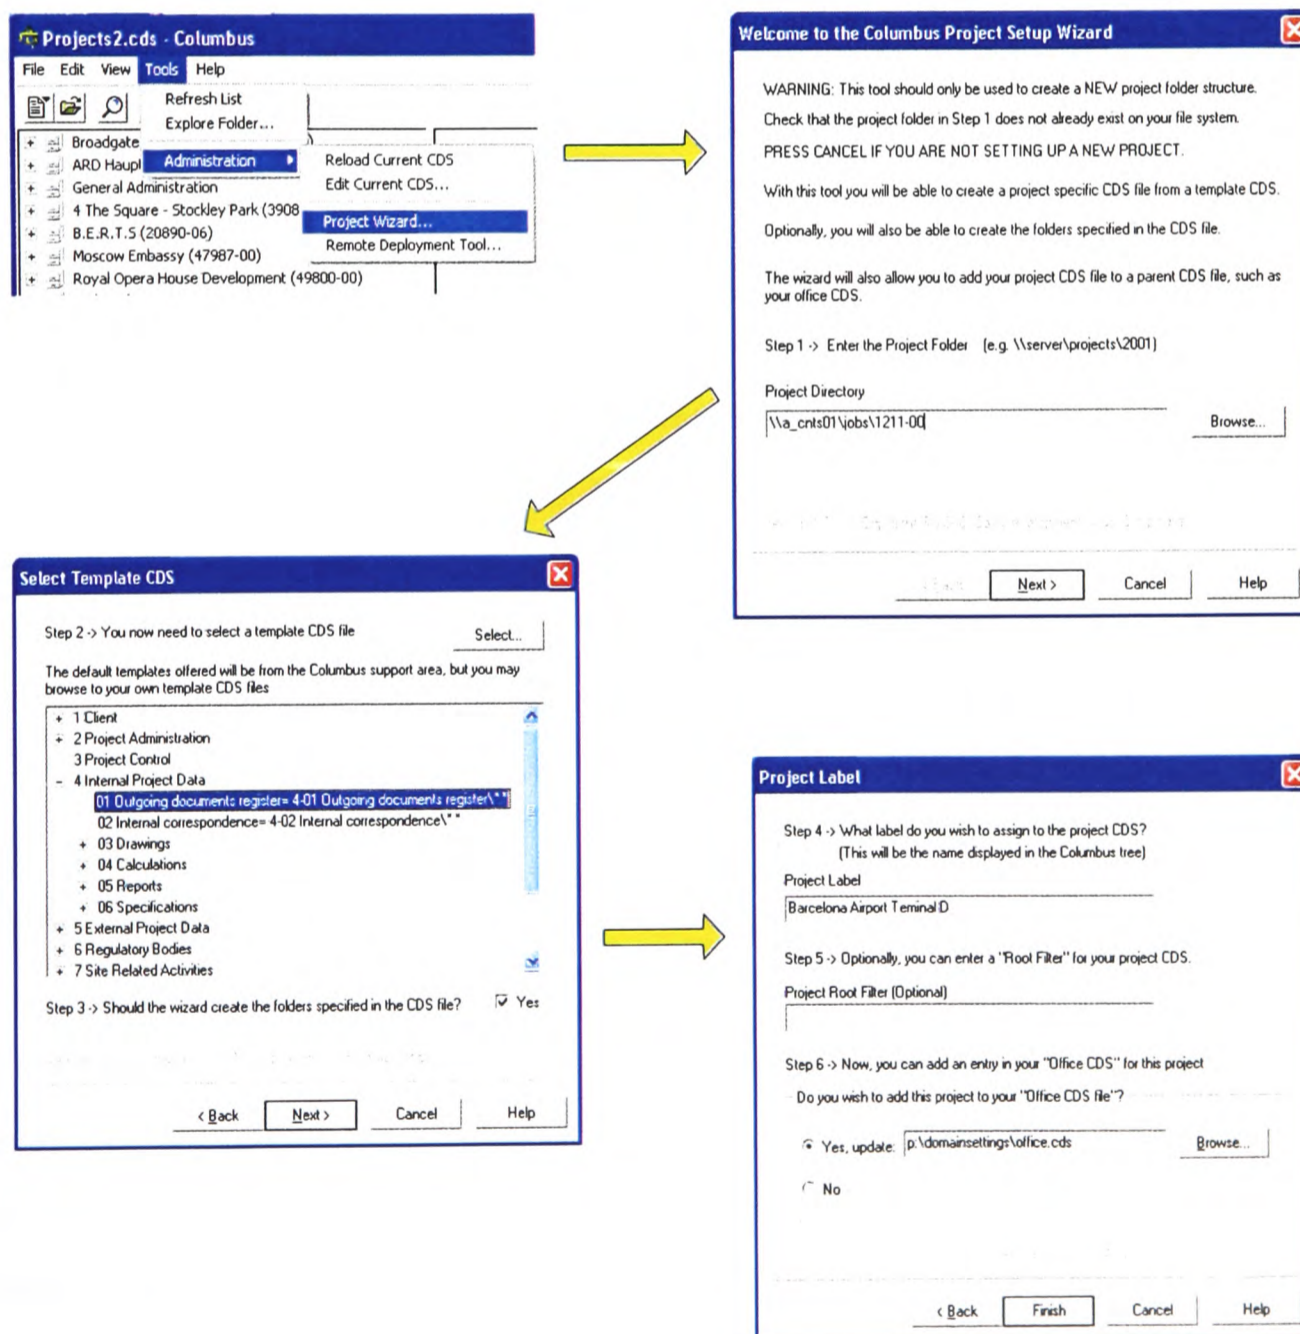 Projects2.cds - Columbus
File Edit View Tools Help
Refresh List
Explore Folder...
Administration
Reload Current CDS
Edit Current CDS...
Project Wizard...
Remote Deployment Tool...
Broadgate )
ARD Haupl
General Administration
4 The Square - Stockley Park (3908
B.E.R.T.S (20890-06)
Moscow Embassy (47987-00)
Royal Opera House Development (49800-00)
Welcome to the Columbus Project Setup Wizard
WARNING: This tool should only be used to create a NEW project folder structure.
Check that the project folder in Step 1 does not already exist on your file system.
PRESS CANCEL IF YOU ARE NOT SETTING UP A NEW PROJECT.
With this tool you will be able to create a project specific CDS file from a template CDS.
Optionally, you will also be able to create the folders specified in the CDS file.
The wizard will also allow you to add your project CDS file to a parent CDS file, such as
your office CDS.
Step 1 -> Enter the Project Folder (e.g. \\server\projects\2001)
Project Directory
\\a_cnts01\jobs\1211-00
Browse...
Next >
Cancel
Help
Select Template CDS
Step 2 -> You now need to select a template CDS file
Select...
The default templates offered will be from the Columbus support area, but you may
browse to your own template CDS files
+ 1 Client
+ 2 Project Administration
3 Project Control
- 4 Internal Project Data
01 Outgoing documents register= 4-01 Outgoing documents register\*.*
02 Internal correspondence= 4-02 Internal correspondence\*.*
+ 03 Drawings
+ 04 Calculations
+ 05 Reports
+ 06 Specifications
+ 5 External Project Data
+ 6 Regulatory Bodies
+ 7 Site Related Activities
Step 3 -> Should the wizard create the folders specified in the CDS file?
Yes
< Back
Next >
Cancel
Help
Project Label
Step 4 -> What label do you wish to assign to the project CDS?
(This will be the name displayed in the Columbus tree)
Project Label
Barcelona Airport Teminal D
Step 5 -> Optionally, you can enter a "Root Filter" for your project CDS.
Project Root Filter (Optional)
Step 6 -> Now, you can add an entry in your "Office CDS" for this project
Do you wish to add this project to your "Office CDS file"?
Yes, update: p:\domainsettings\office.cds
Browse...
No
< Back
Finish
Cancel
Help